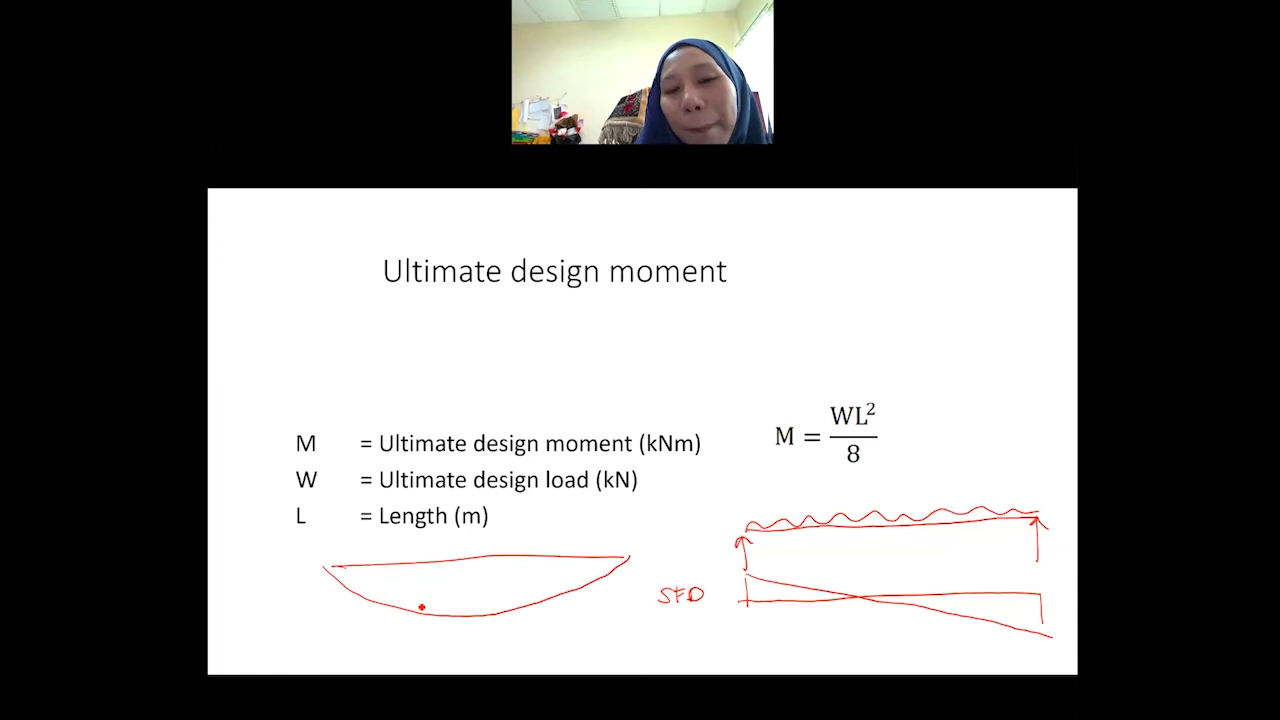 Ultimate design moment
M = Ultimate design moment (kNm)
W = Ultimate design load (kN)
L = Length (m)
M = WL²/8
SFD